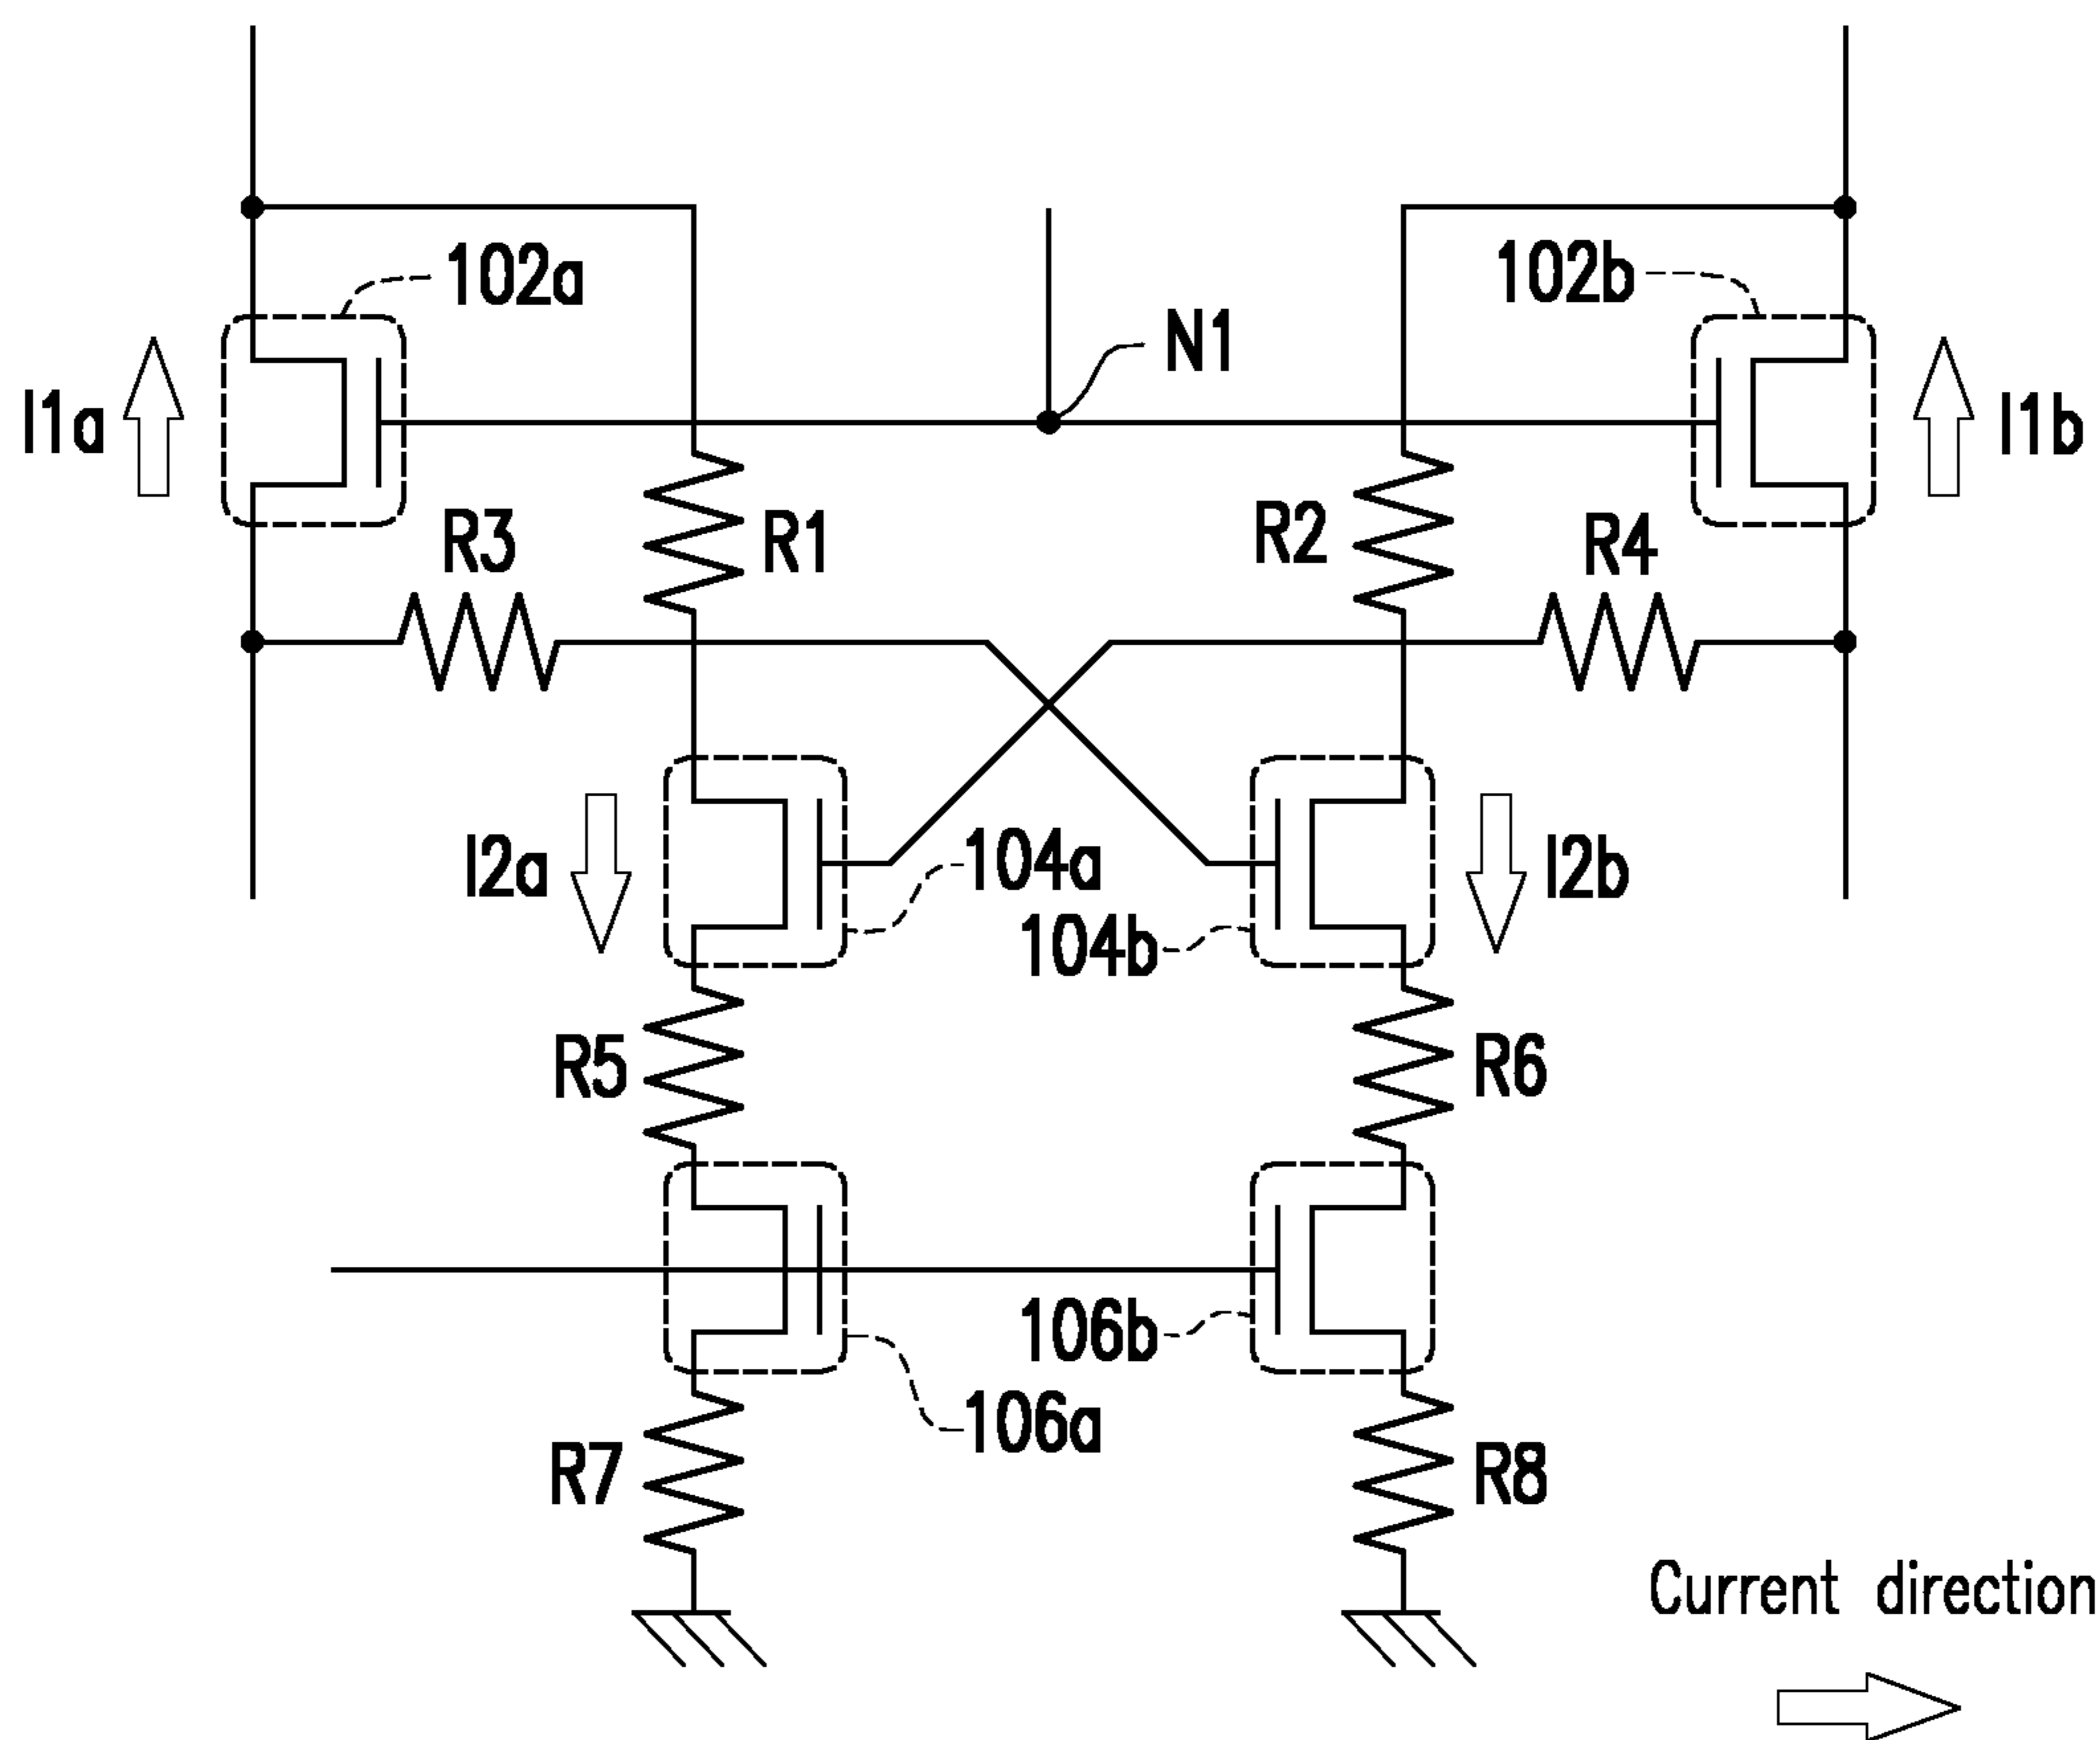 102a
102b
N1
I1a
I1b
R3
R1
R2
R4
I2a
104a
I2b
104b
R5
R6
106b
106a
R7
R8
Current direction